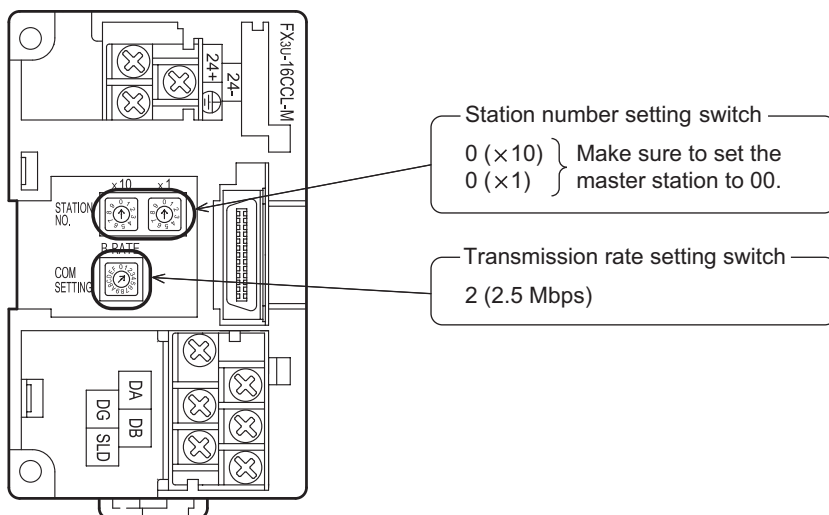 FX3U-16CCL-M
24+
24-
×10 ×1
STATION
NO.
B RATE
COM
SETTING
DA
DB
DG
SLD
Station number setting switch
0 (×10)
0 (×1)
Make sure to set the
master station to 00.
Transmission rate setting switch
2 (2.5 Mbps)